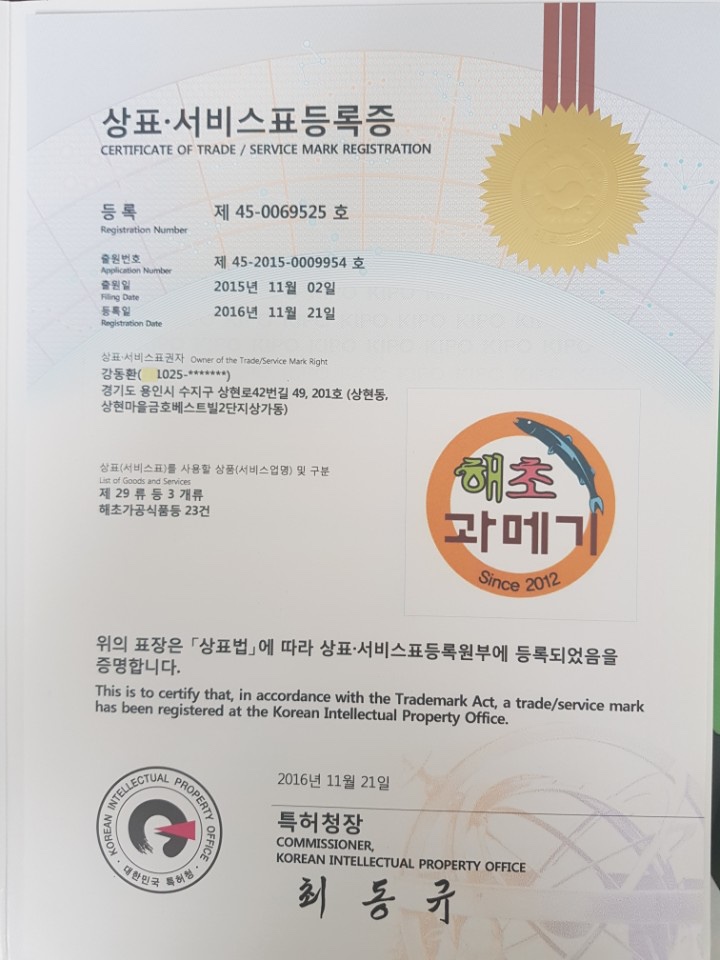 상표·서비스표등록증
CERTIFICATE OF TRADE / SERVICE MARK REGISTRATION
등 록 제 45-0069525 호
Registration Number
출원번호 제 45-2015-0009954 호
Application Number
출원일 2015년 11월 02일
Filing Date
등록일 2016년 11월 21일
Registration Date
상표·서비스표권자 Owner of the Trade/Service Mark Right
강동환( 1025-*******)
경기도 용인시 수지구 상현로42번길 49, 201호 (상현동,
상현마을금호베스트빌2단지상가동)
해초
과메기
Since 2012
상표(서비스표)를 사용할 상품(서비스업명) 및 구분
List of Goods and Services
제 29 류 등 3 개류
해초가공식품등 23건
위의 표장은 「상표법」에 따라 상표·서비스표등록원부에 등록되었음을
증명합니다.
This is to certify that, in accordance with the Trademark Act, a trade/service mark
has been registered at the Korean Intellectual Property Office.
2016년 11월 21일
특허청장
COMMISSIONER,
KOREAN INTELLECTUAL PROPERTY OFFICE
최 동 규
KOREAN INTELLECTUAL PROPERTY OFFICE
대한민국 특허청